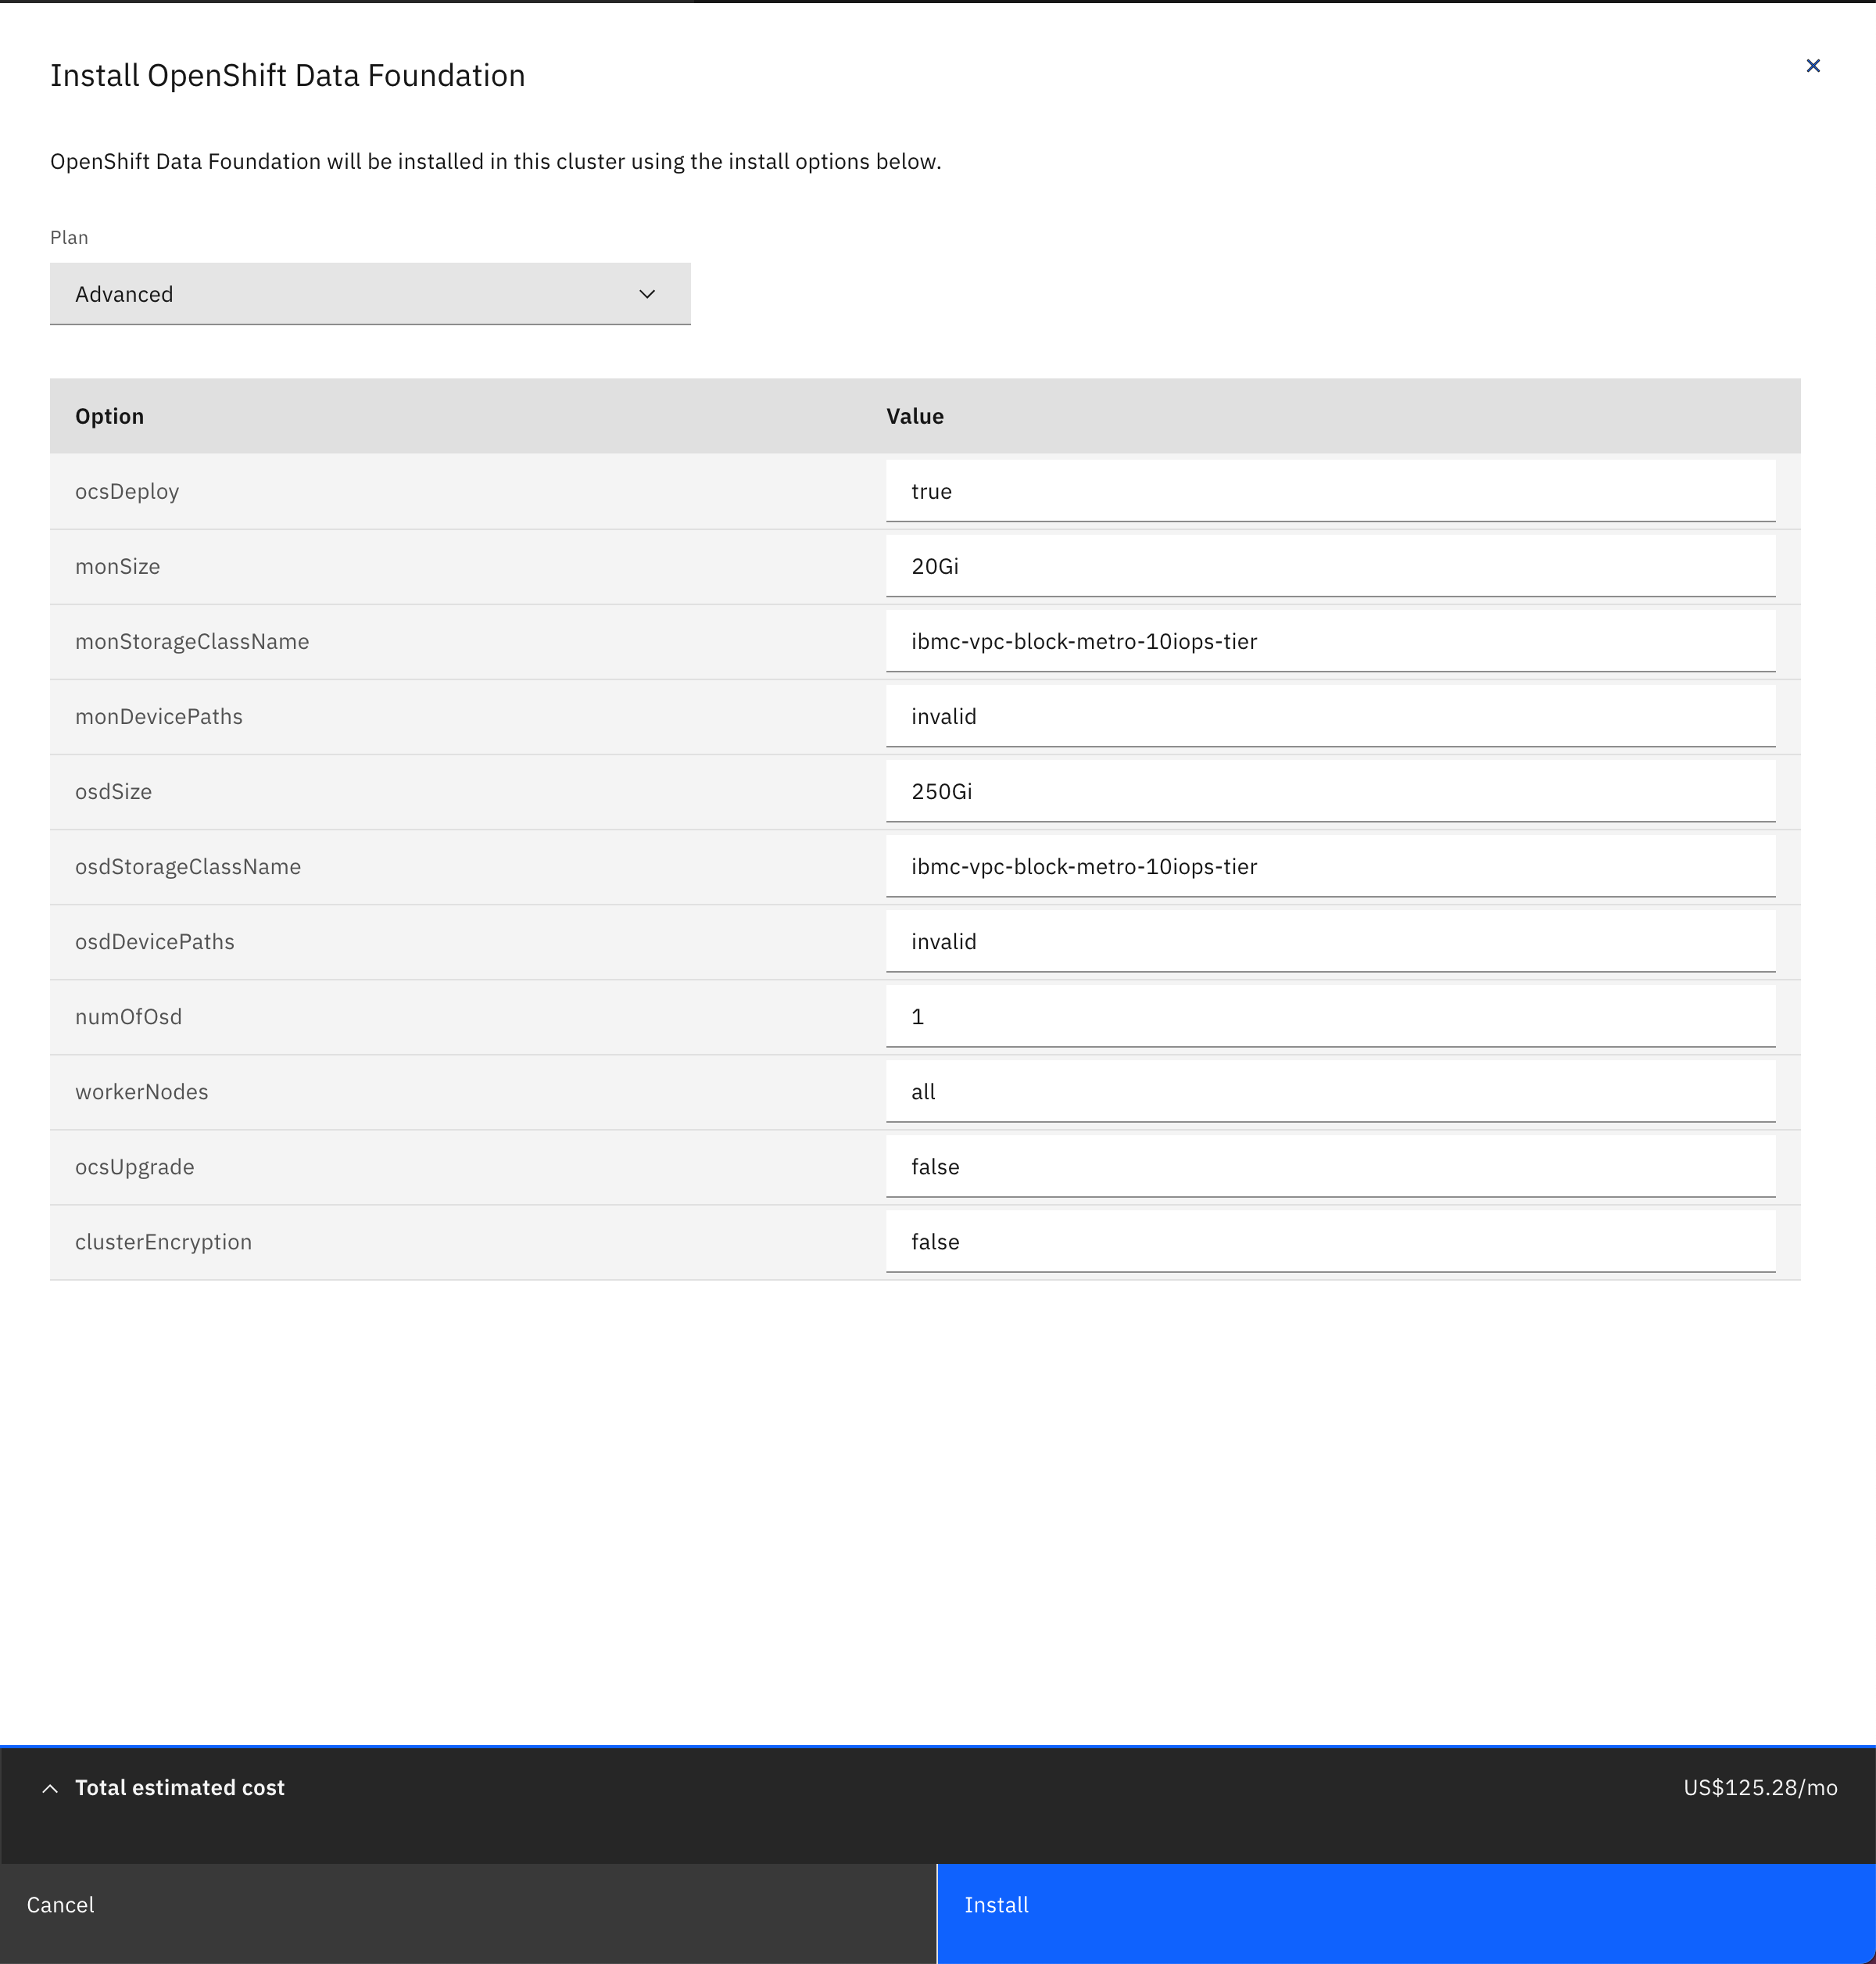 Install OpenShift Data Foundation
OpenShift Data Foundation will be installed in this cluster using the install options below.
Plan
Advanced
Option Value
ocsDeploy true
monSize 20Gi
monStorageClassName ibmc-vpc-block-metro-10iops-tier
monDevicePaths invalid
osdSize 250Gi
osdStorageClassName ibmc-vpc-block-metro-10iops-tier
osdDevicePaths invalid
numOfOsd 1
workerNodes all
ocsUpgrade false
clusterEncryption false
Total estimated cost US$125.28/mo
Cancel Install